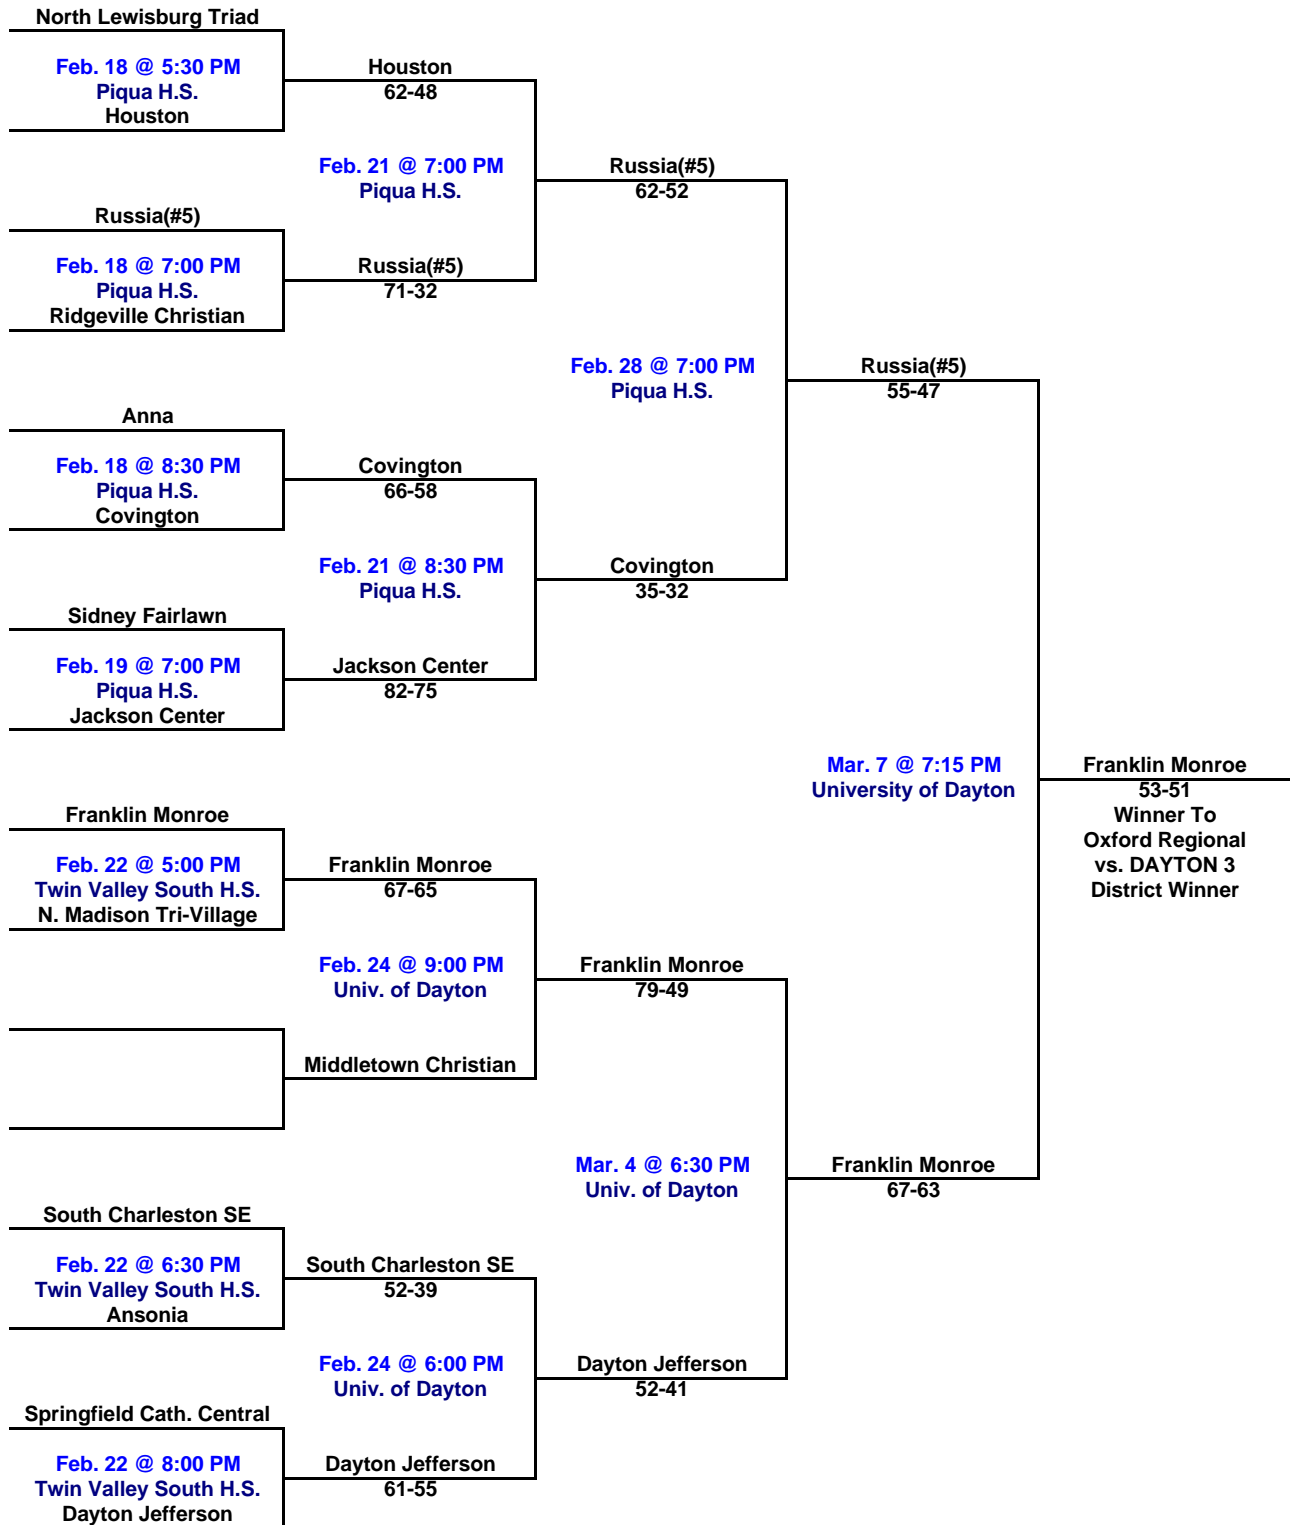 North Lewisburg Triad
Feb. 18 @ 5:30 PM
Piqua H.S.
Houston
Houston
62-48
Feb. 21 @ 7:00 PM
Piqua H.S.
Russia(#5)
62-52
Russia(#5)
Feb. 18 @ 7:00 PM
Piqua H.S.
Ridgeville Christian
Russia(#5)
71-32
Feb. 28 @ 7:00 PM
Piqua H.S.
Russia(#5)
55-47
Anna
Feb. 18 @ 8:30 PM
Piqua H.S.
Covington
Covington
66-58
Feb. 21 @ 8:30 PM
Piqua H.S.
Covington
35-32
Sidney Fairlawn
Feb. 19 @ 7:00 PM
Piqua H.S.
Jackson Center
Jackson Center
82-75
Mar. 7 @ 7:15 PM
University of Dayton
Franklin Monroe
53-51
Winner To
Oxford Regional
vs. DAYTON 3
District Winner
Franklin Monroe
Feb. 22 @ 5:00 PM
Twin Valley South H.S.
N. Madison Tri-Village
Franklin Monroe
67-65
Feb. 24 @ 9:00 PM
Univ. of Dayton
Franklin Monroe
79-49
Middletown Christian
Mar. 4 @ 6:30 PM
Univ. of Dayton
Franklin Monroe
67-63
South Charleston SE
Feb. 22 @ 6:30 PM
Twin Valley South H.S.
Ansonia
South Charleston SE
52-39
Feb. 24 @ 6:00 PM
Univ. of Dayton
Dayton Jefferson
52-41
Springfield Cath. Central
Feb. 22 @ 8:00 PM
Twin Valley South H.S.
Dayton Jefferson
Dayton Jefferson
61-55